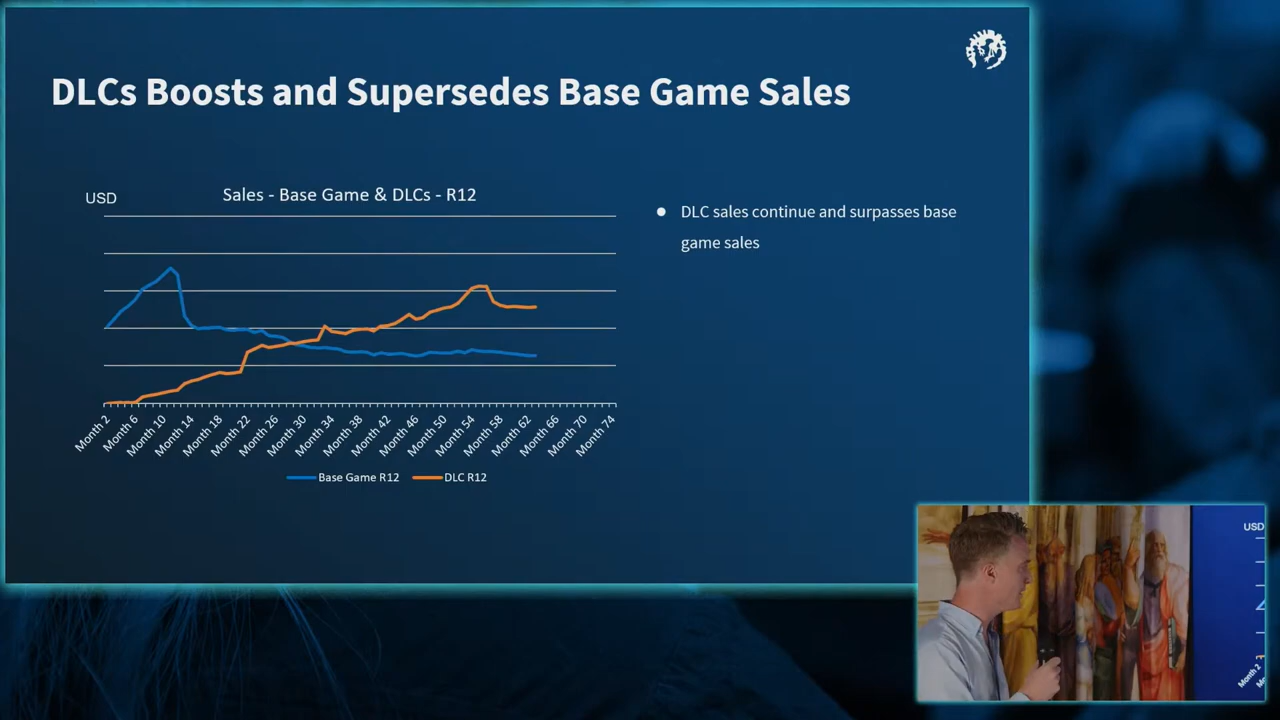 DLCs Boosts and Supersedes Base Game Sales
USD
Sales - Base Game & DLCs - R12
DLC sales continue and surpasses base
game sales
Month 2
Month 6
Month 10
Month 14
Month 18
Month 22
Month 26
Month 30
Month 34
Month 38
Month 42
Month 46
Month 50
Month 54
Month 58
Month 62
Month 66
Month 70
Month 74
Base Game R12
DLC R12
USD
Month 2